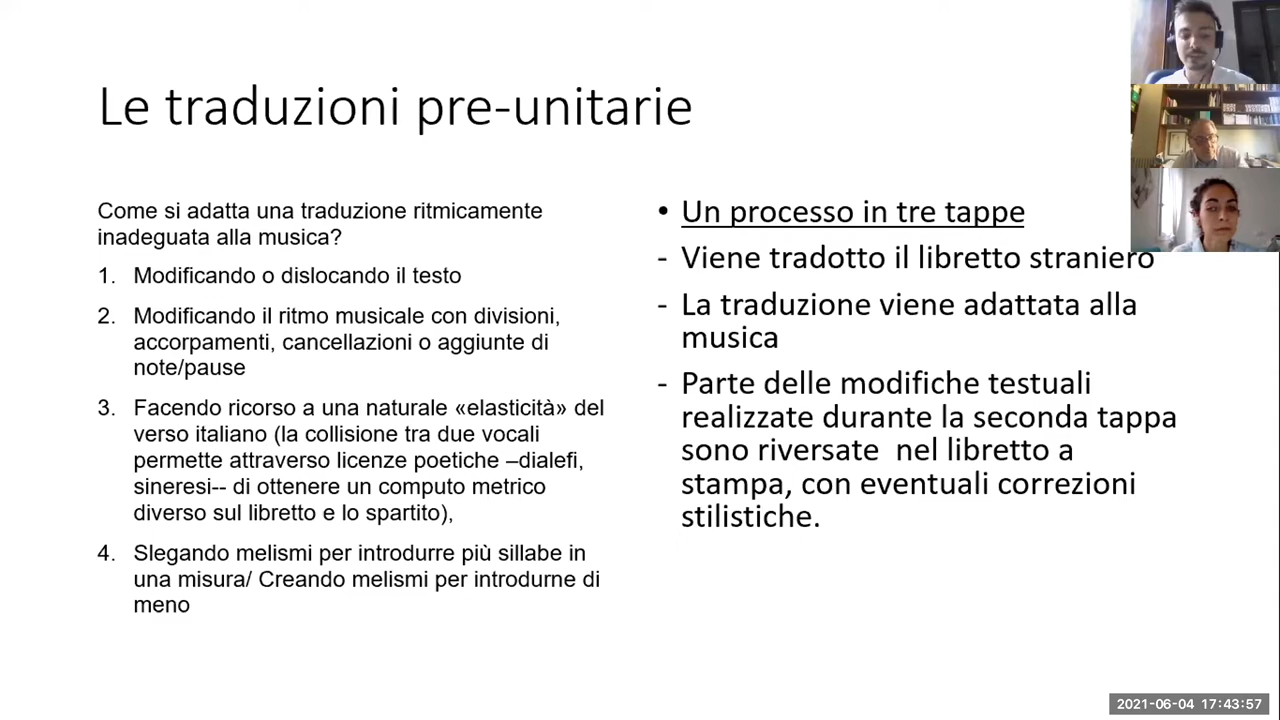 Le traduzioni pre-unitarie
Come si adatta una traduzione ritmicamente
inadeguata alla musica?
1. Modificando o dislocando il testo
2. Modificando il ritmo musicale con divisioni,
accorpamenti, cancellazioni o aggiunte di
note/pause
3. Facendo ricorso a una naturale «elasticità» del
verso italiano (la collisione tra due vocali
permette attraverso licenze poetiche –dialefi,
sineresi-- di ottenere un computo metrico
diverso sul libretto e lo spartito),
4. Slegando melismi per introdurre più sillabe in
una misura/ Creando melismi per introdurne di
meno
• Un processo in tre tappe
- Viene tradotto il libretto straniero
- La traduzione viene adattata alla
musica
- Parte delle modifiche testuali
realizzate durante la seconda tappa
sono riversate nel libretto a
stampa, con eventuali correzioni
stilistiche.
2021-06-04 17:43:57